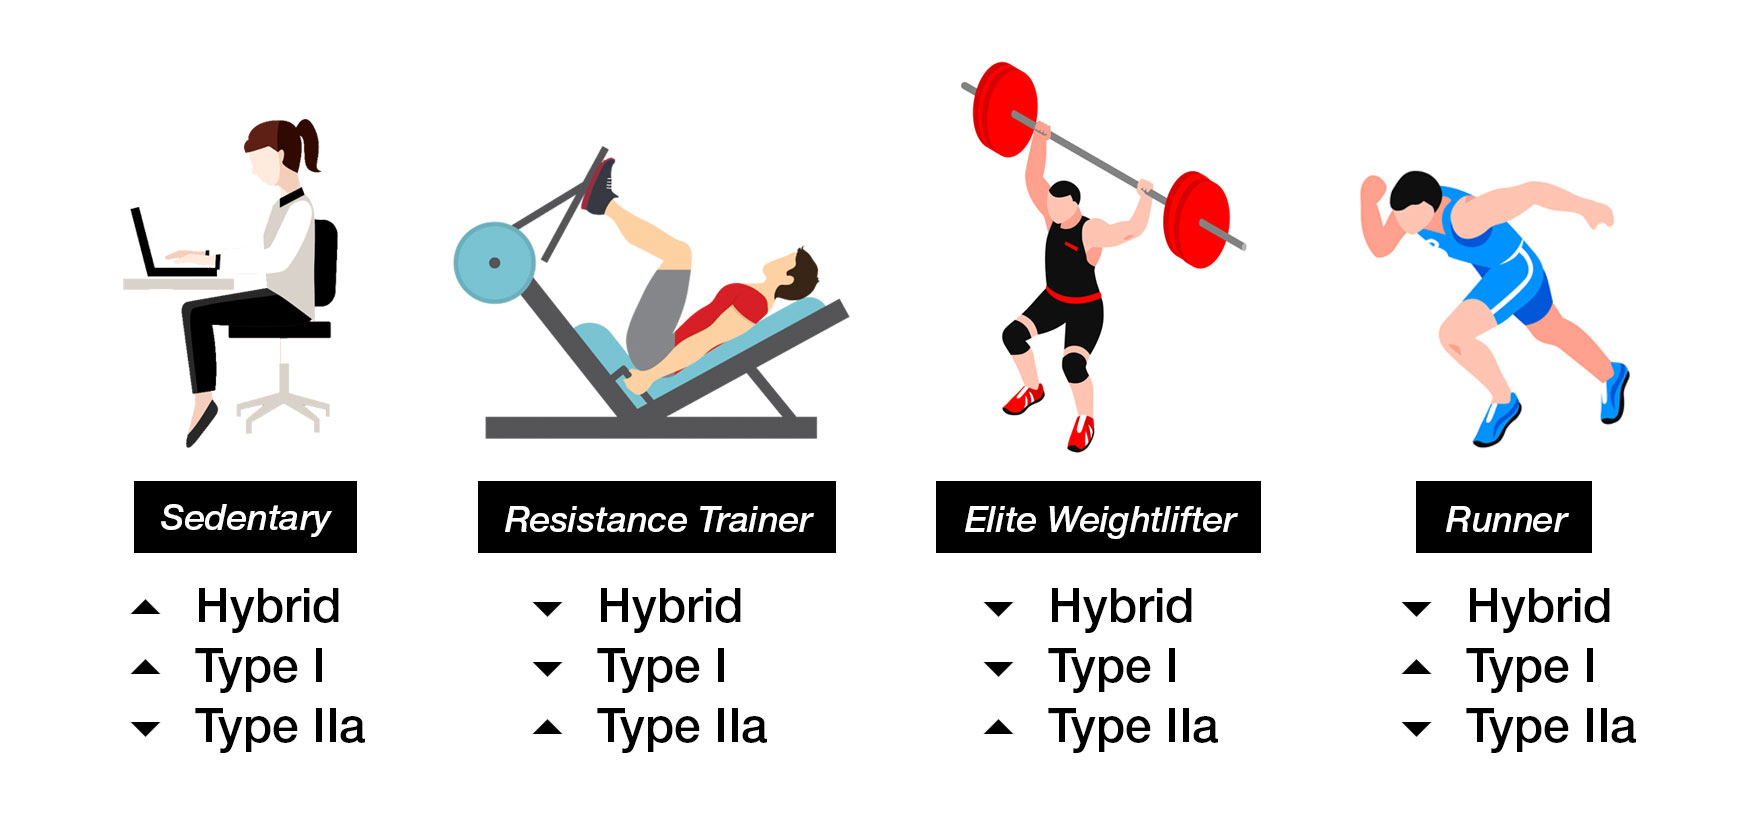 Sedentary
▲ Hybrid
▲ Type I
▼ Type IIa
Resistance Trainer
▼ Hybrid
▼ Type I
▲ Type IIa
Elite Weightlifter
▼ Hybrid
▼ Type I
▲ Type IIa
Runner
▼ Hybrid
▲ Type I
▼ Type IIa